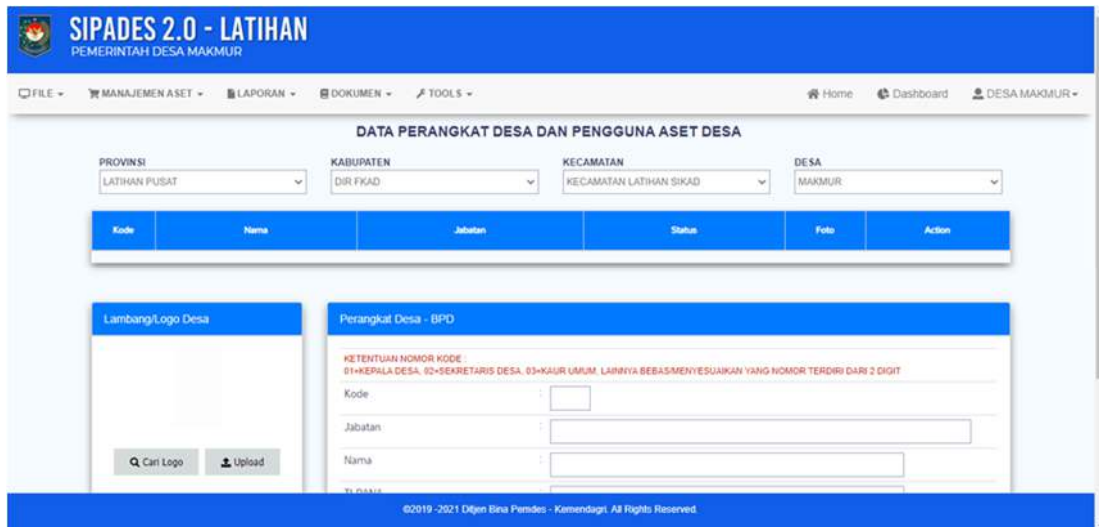 SIPADES 2.0 - LATIHAN
PEMERINTAH DESA MAKMUR
FILE MANAJEMEN ASET LAPORAN DOKUMEN TOOLS Home Dashboard DESA MAKMUR
DATA PERANGKAT DESA DAN PENGGUNA ASET DESA
PROVINSI KABUPATEN KECAMATAN DESA
LATIHAN PUSAT DIR FKAD KECAMATAN LATIHAN SIKAD MAKMUR
Kode Nama Jabatan Status Foto Action
Lambang/Logo Desa
Cari Logo Upload
Perangkat Desa - BPD
KETENTUAN NOMOR KODE :
01=KEPALA DESA, 02=SEKRETARIS DESA, 03=KAUR UMUM, LAINNYA BEBAS/MENYESUAIKAN YANG NOMOR TERDIRI DARI 2 DIGIT
Kode :
Jabatan :
Nama :
©2019 -2021 Ditjen Bina Pemdes - Kemendagri. All Rights Reserved.